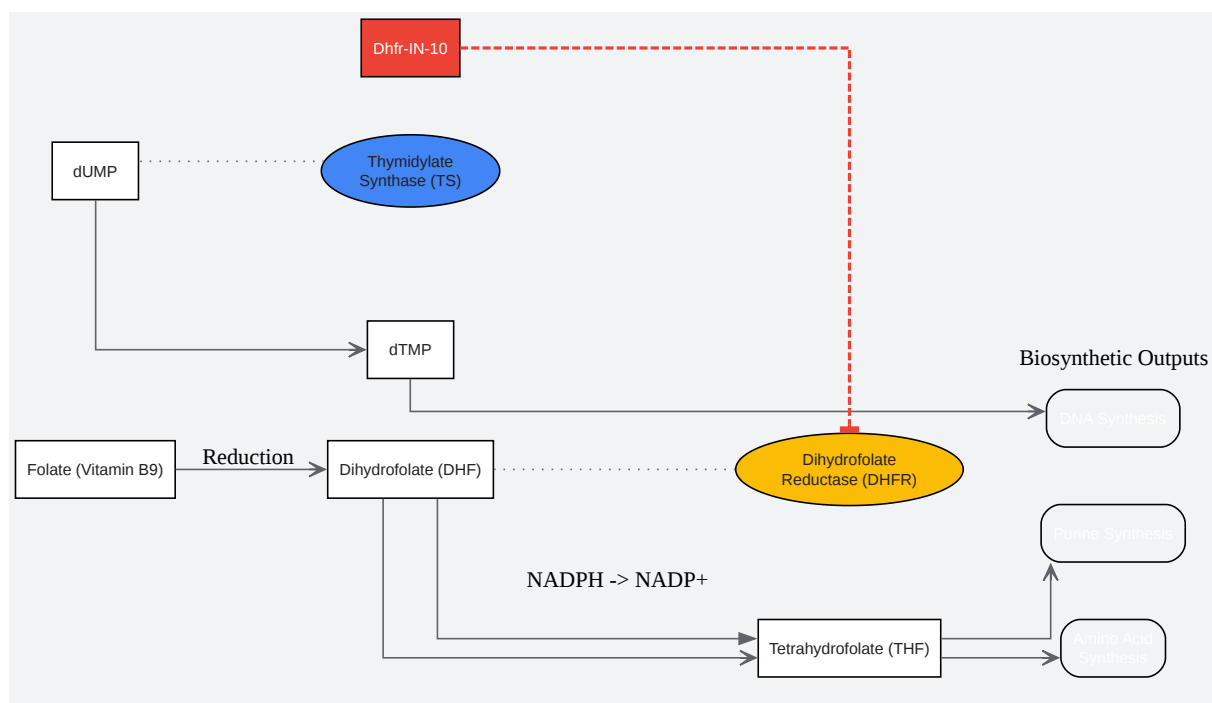 Dhfr-IN-10
dUMP
Thymidylate
Synthase (TS)
dTMP
Biosynthetic Outputs
DNA Synthesis
Folate (Vitamin B9)
Reduction
Dihydrofolate (DHF)
Dihydrofolate
Reductase (DHFR)
Purine Synthesis
NADPH -> NADP+
Tetrahydrofolate (THF)
Amino Acid
Synthesis